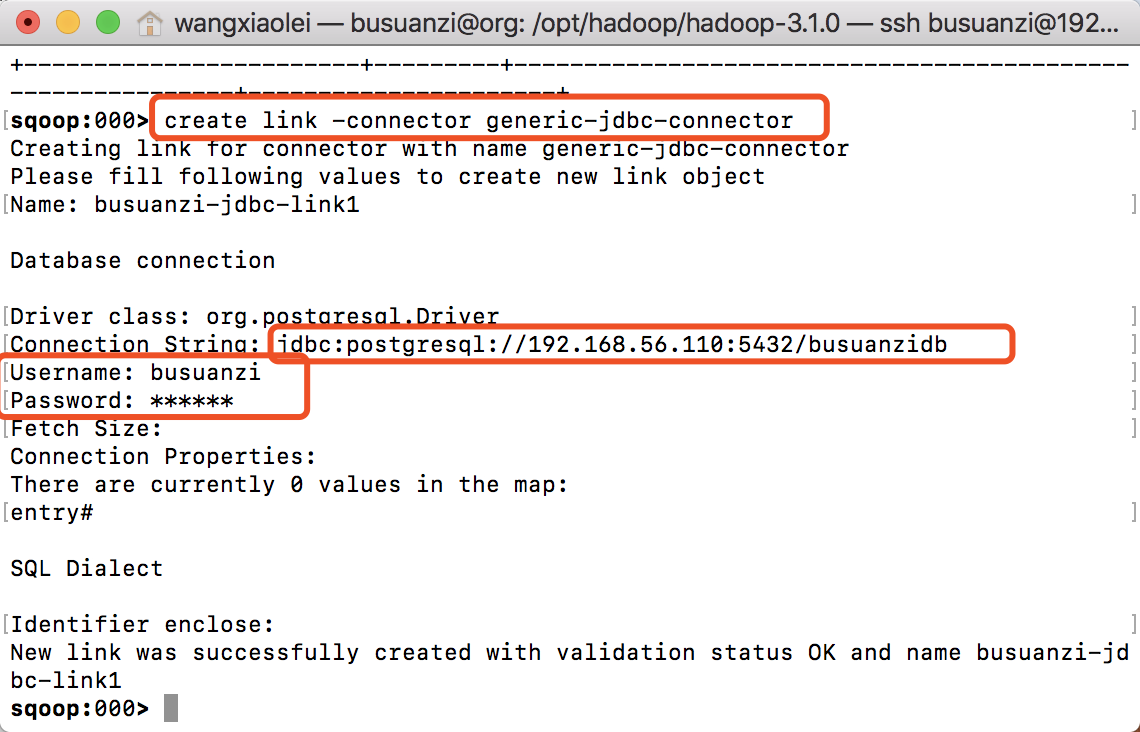 wangxiaolei — busuanzi@org: /opt/hadoop/hadoop-3.1.0 — ssh busuanzi@192...
+------------------------+---------+--------------------------------------------
----------------+----------------------+
sqoop:000> create link -connector generic-jdbc-connector
Creating link for connector with name generic-jdbc-connector
Please fill following values to create new link object
Name: busuanzi-jdbc-link1
Database connection
Driver class: org.postgresql.Driver
Connection String: jdbc:postgresql://192.168.56.110:5432/busuanzidb
Username: busuanzi
Password: ******
Fetch Size:
Connection Properties:
There are currently 0 values in the map:
entry#
SQL Dialect
Identifier enclose:
New link was successfully created with validation status OK and name busuanzi-jd
bc-link1
sqoop:000>